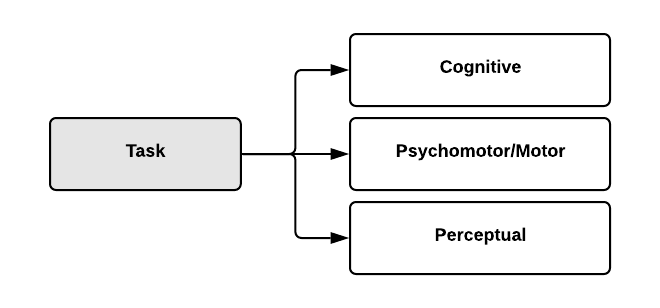 Cognitive
Task
Psychomotor/Motor
Perceptual